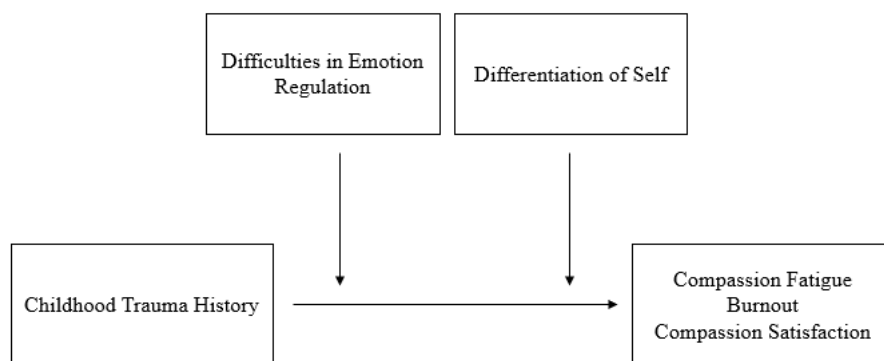 Difficulties in Emotion
Regulation
Differentiation of Self
Childhood Trauma History
Compassion Fatigue
Burnout
Compassion Satisfaction